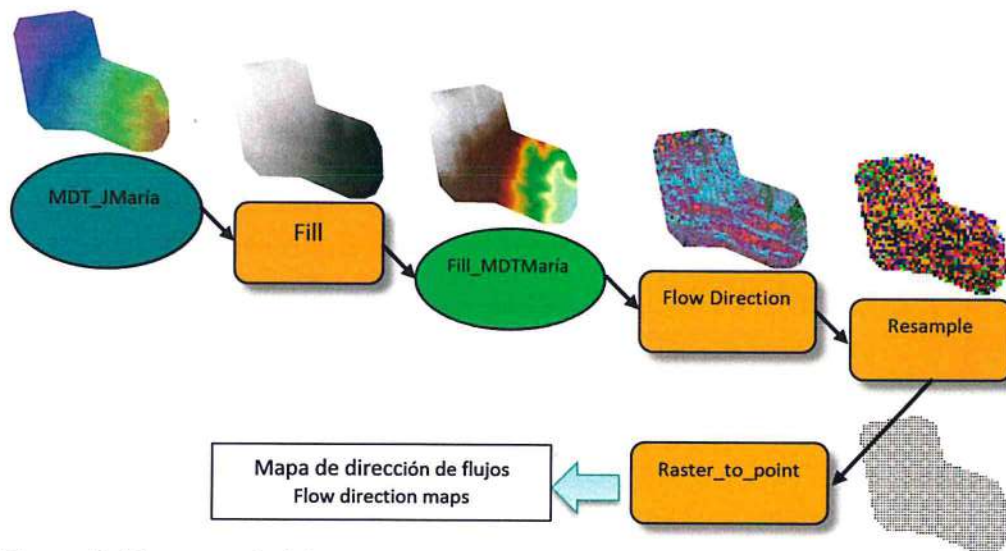 MDT_JMaría
Fill
Fill_MDTMaría
Flow Direction
Resample
Raster_to_point
Mapa de dirección de flujos
Flow direction maps